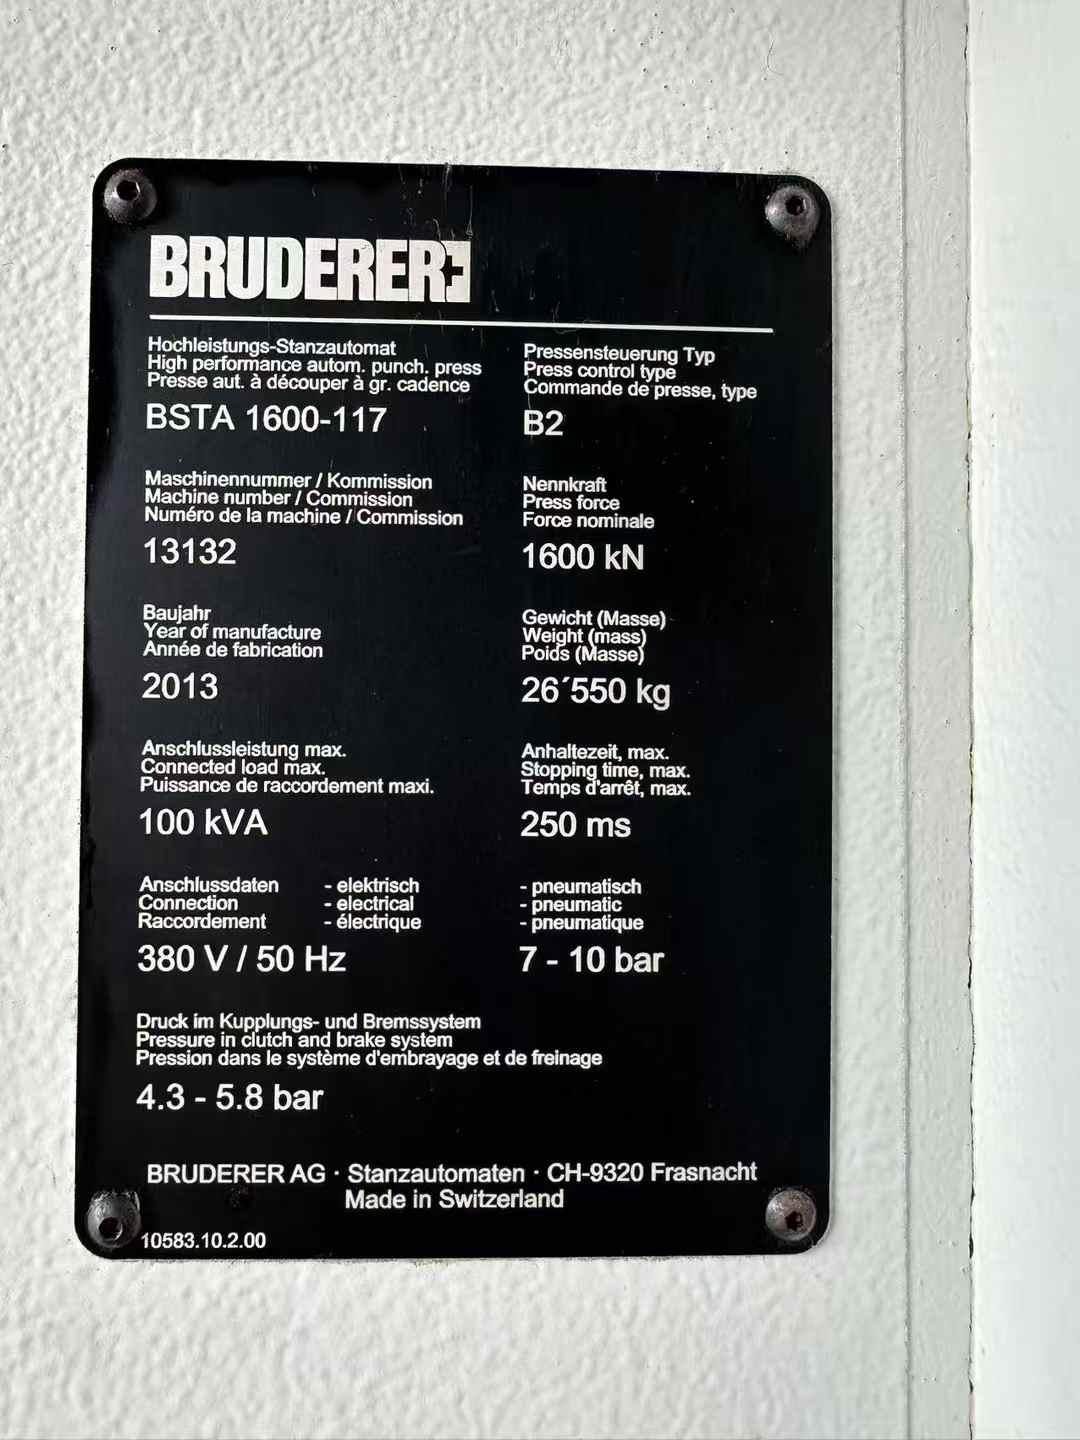 BRUDERER
Hochleistungs-Stanzautomat
High performance autom. punch. press
Presse aut. à découper à gr. cadence
BSTA 1600-117
Pressensteuerung Typ
Press control type
Commande de presse, type
B2
Maschinennummer / Kommission
Machine number / Commission
Numéro de la machine / Commission
13132
Nennkraft
Press force
Force nominale
1600 kN
Baujahr
Year of manufacture
Année de fabrication
2013
Gewicht (Masse)
Weight (mass)
Poids (Masse)
26´550 kg
Anschlussleistung max.
Connected load max.
Puissance de raccordement maxi.
100 kVA
Anhaltezeit, max.
Stopping time, max.
Temps d'arrêt, max.
250 ms
Anschlussdaten - elektrisch
Connection - electrical
Raccordement - électrique
380 V / 50 Hz
- pneumatisch
- pneumatic
- pneumatique
7 - 10 bar
Druck im Kupplungs- und Bremssystem
Pressure in clutch and brake system
Pression dans le système d'embrayage et de freinage
4.3 - 5.8 bar
BRUDERER AG · Stanzautomaten · CH-9320 Frasnacht
Made in Switzerland
10583.10.2.00